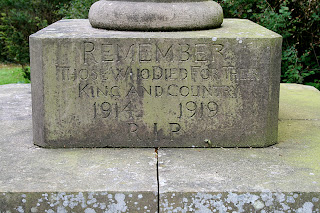 REMEMBER
THOSE WHO DIED FOR THEIR
KING AND COUNTRY
1914 1919
R I P